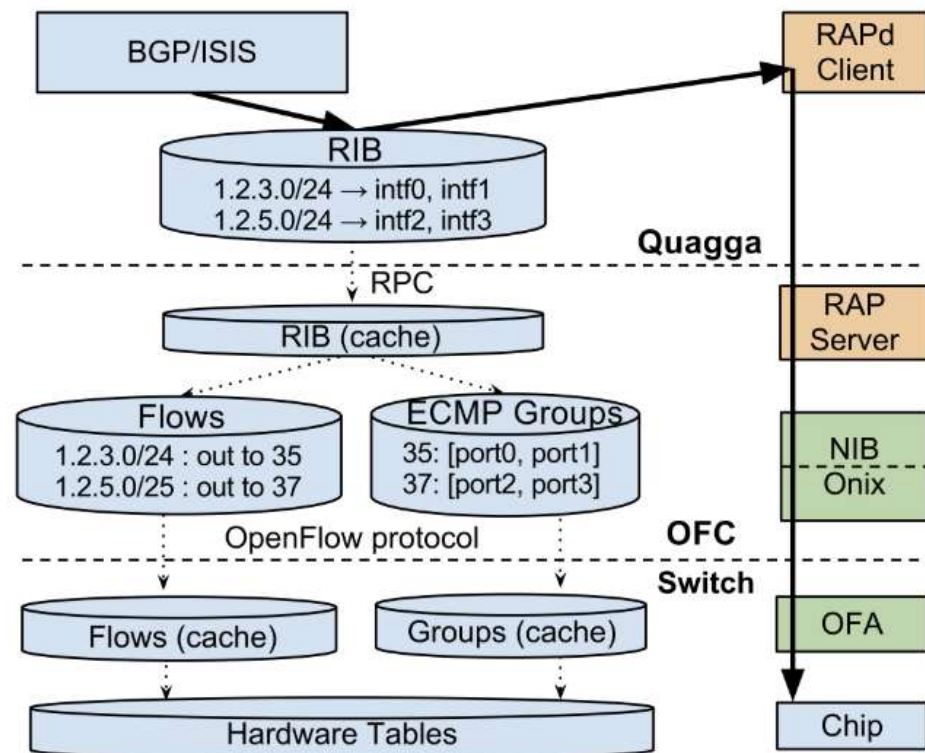 BGP/ISIS
RAPd
Client
RIB
1.2.3.0/24 → intf0, intf1
1.2.5.0/24 → intf2, intf3
Quagga
RPC
RIB (cache)
RAP
Server
Flows
1.2.3.0/24 : out to 35
1.2.5.0/25 : out to 37
ECMP Groups
35: [port0, port1]
37: [port2, port3]
NIB
Onix
OpenFlow protocol
OFC
Switch
Flows (cache)
Groups (cache)
OFA
Hardware Tables
Chip